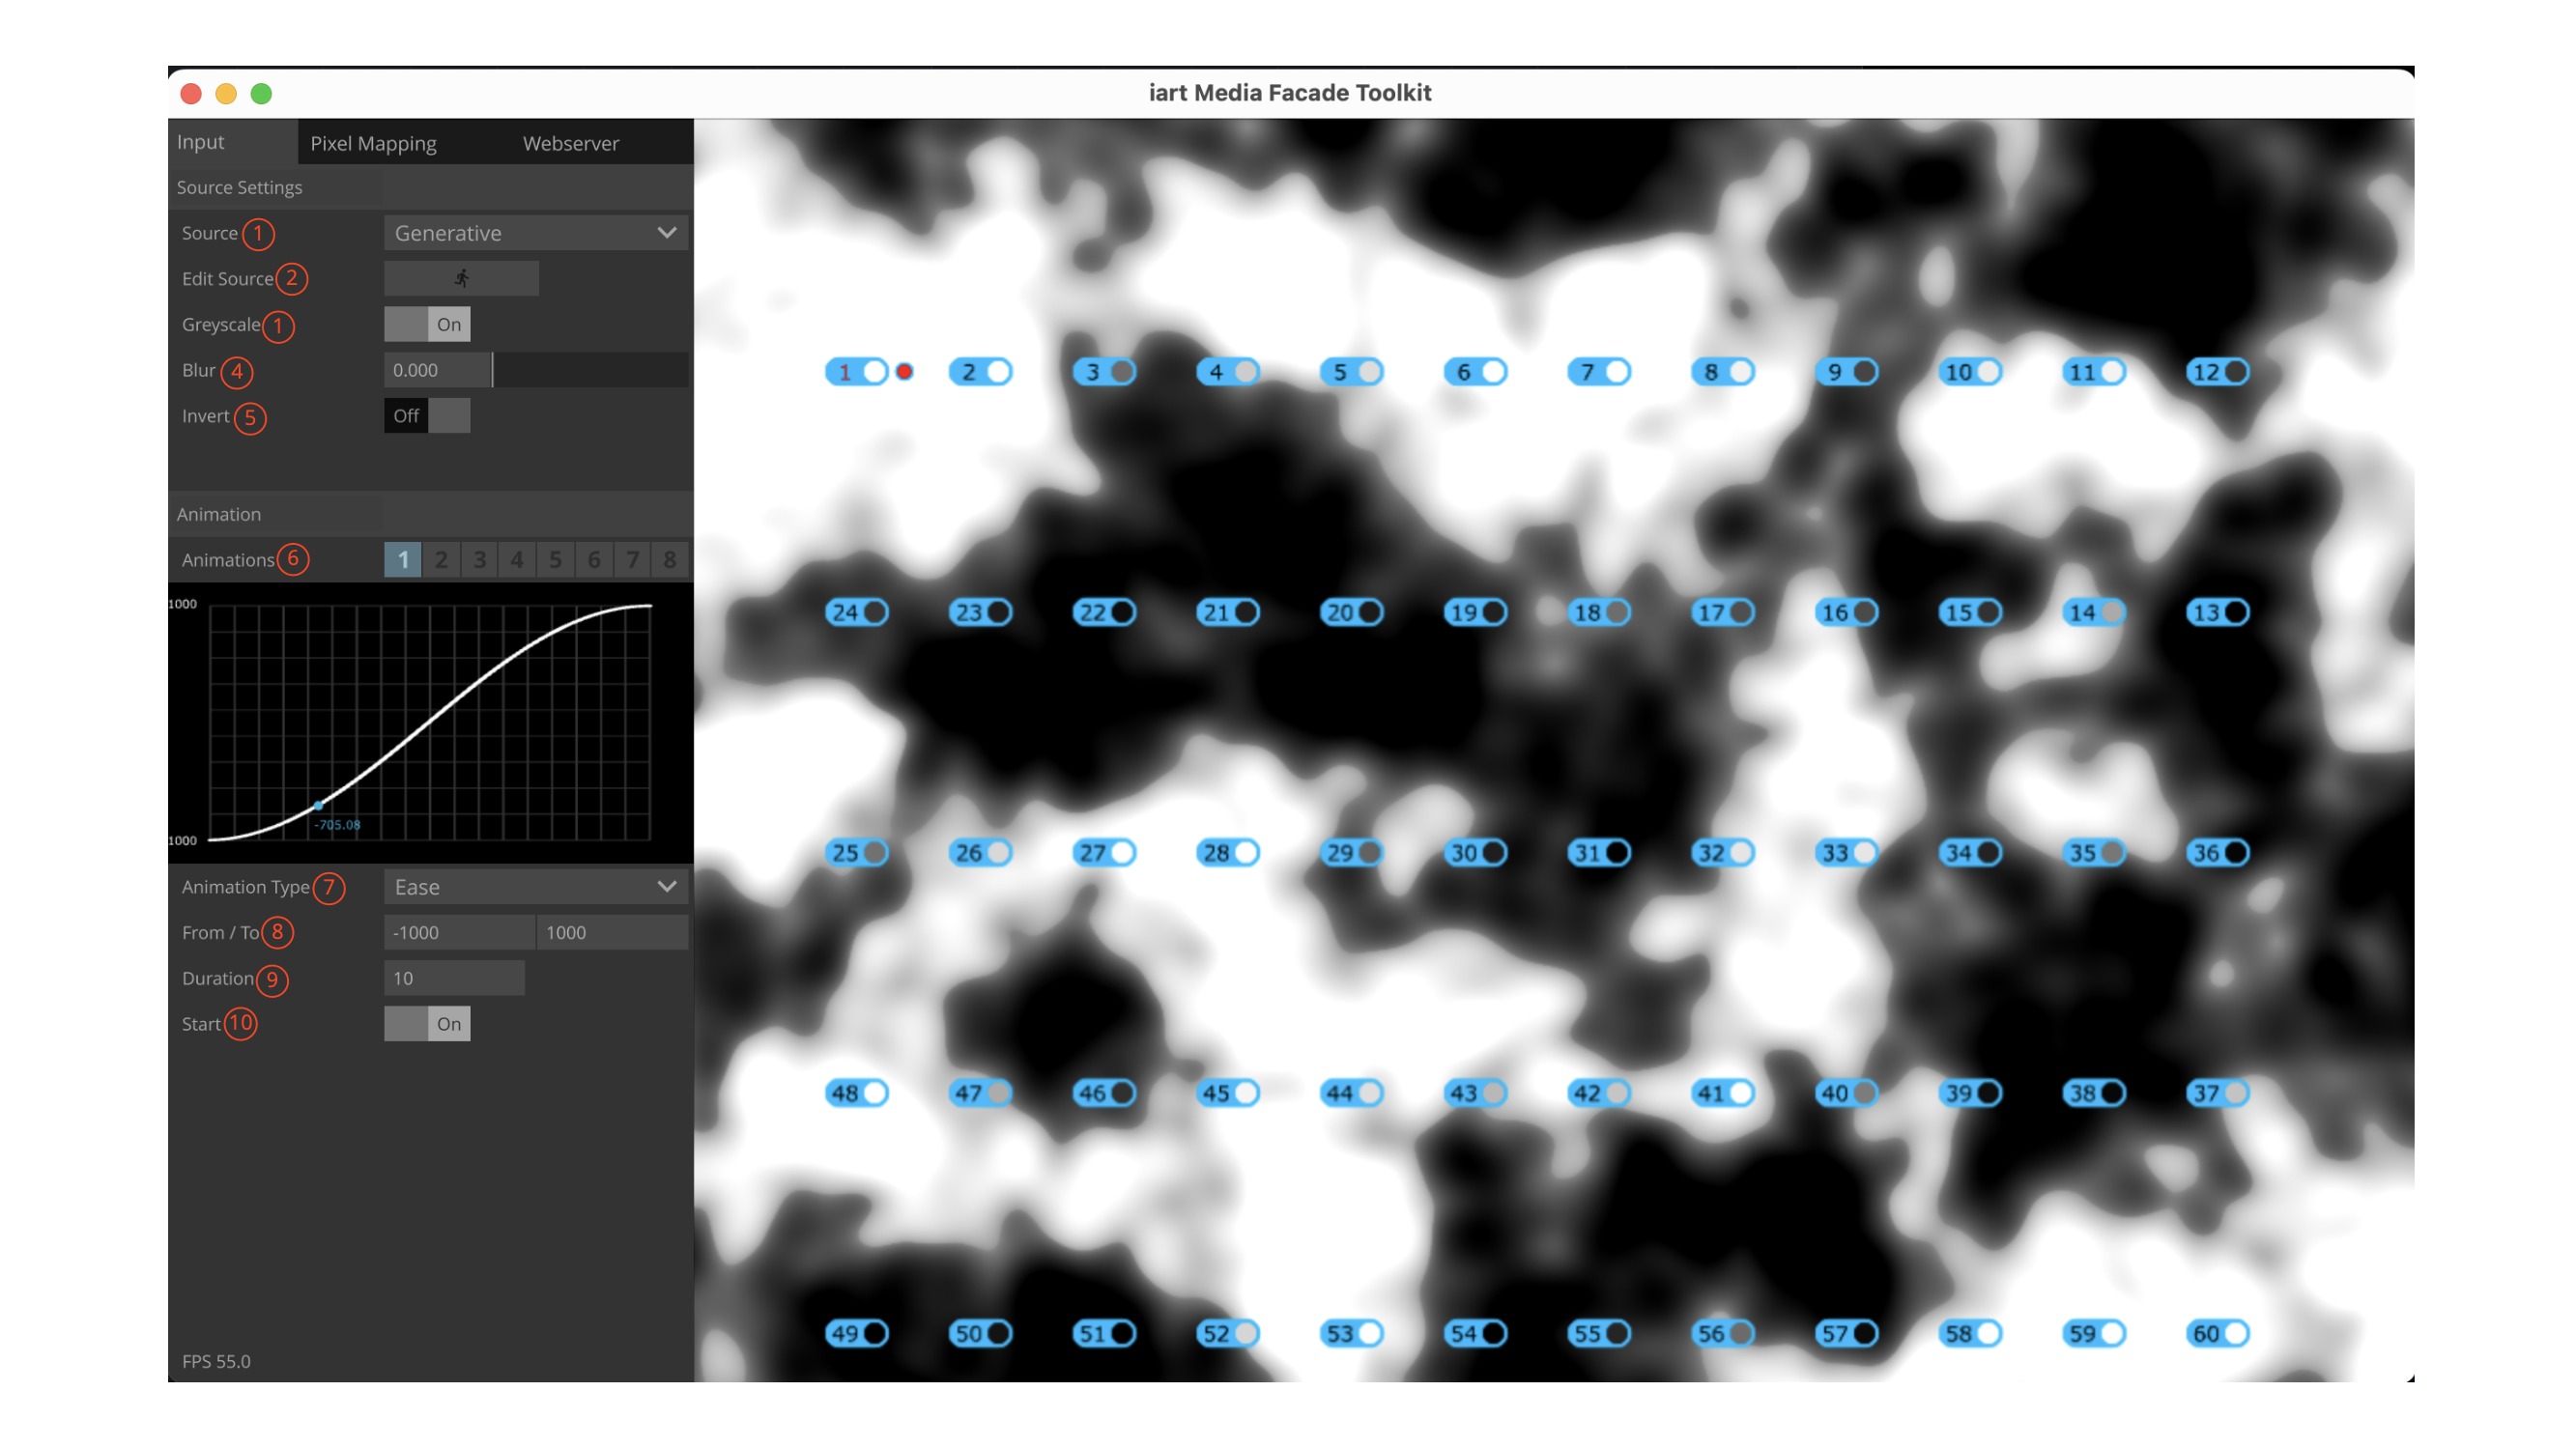 iart Media Facade Toolkit
Input Pixel Mapping Webserver
Source Settings
Source 1 Generative
Edit Source 2
Greyscale 1 On
Blur 4 0.000
Invert 5 Off
Animation
Animations 6 1 2 3 4 5 6 7 8
1000
-705.08
1000
Animation Type 7 Ease
From / To 8 -1000 1000
Duration 9 10
Start 10 On
FPS 55.0
1 2 3 4 5 6 7 8 9 10 11 12
24 23 22 21 20 19 18 17 16 15 14 13
25 26 27 28 29 30 31 32 33 34 35 36
48 47 46 45 44 43 42 41 40 39 38 37
49 50 51 52 53 54 55 56 57 58 59 60